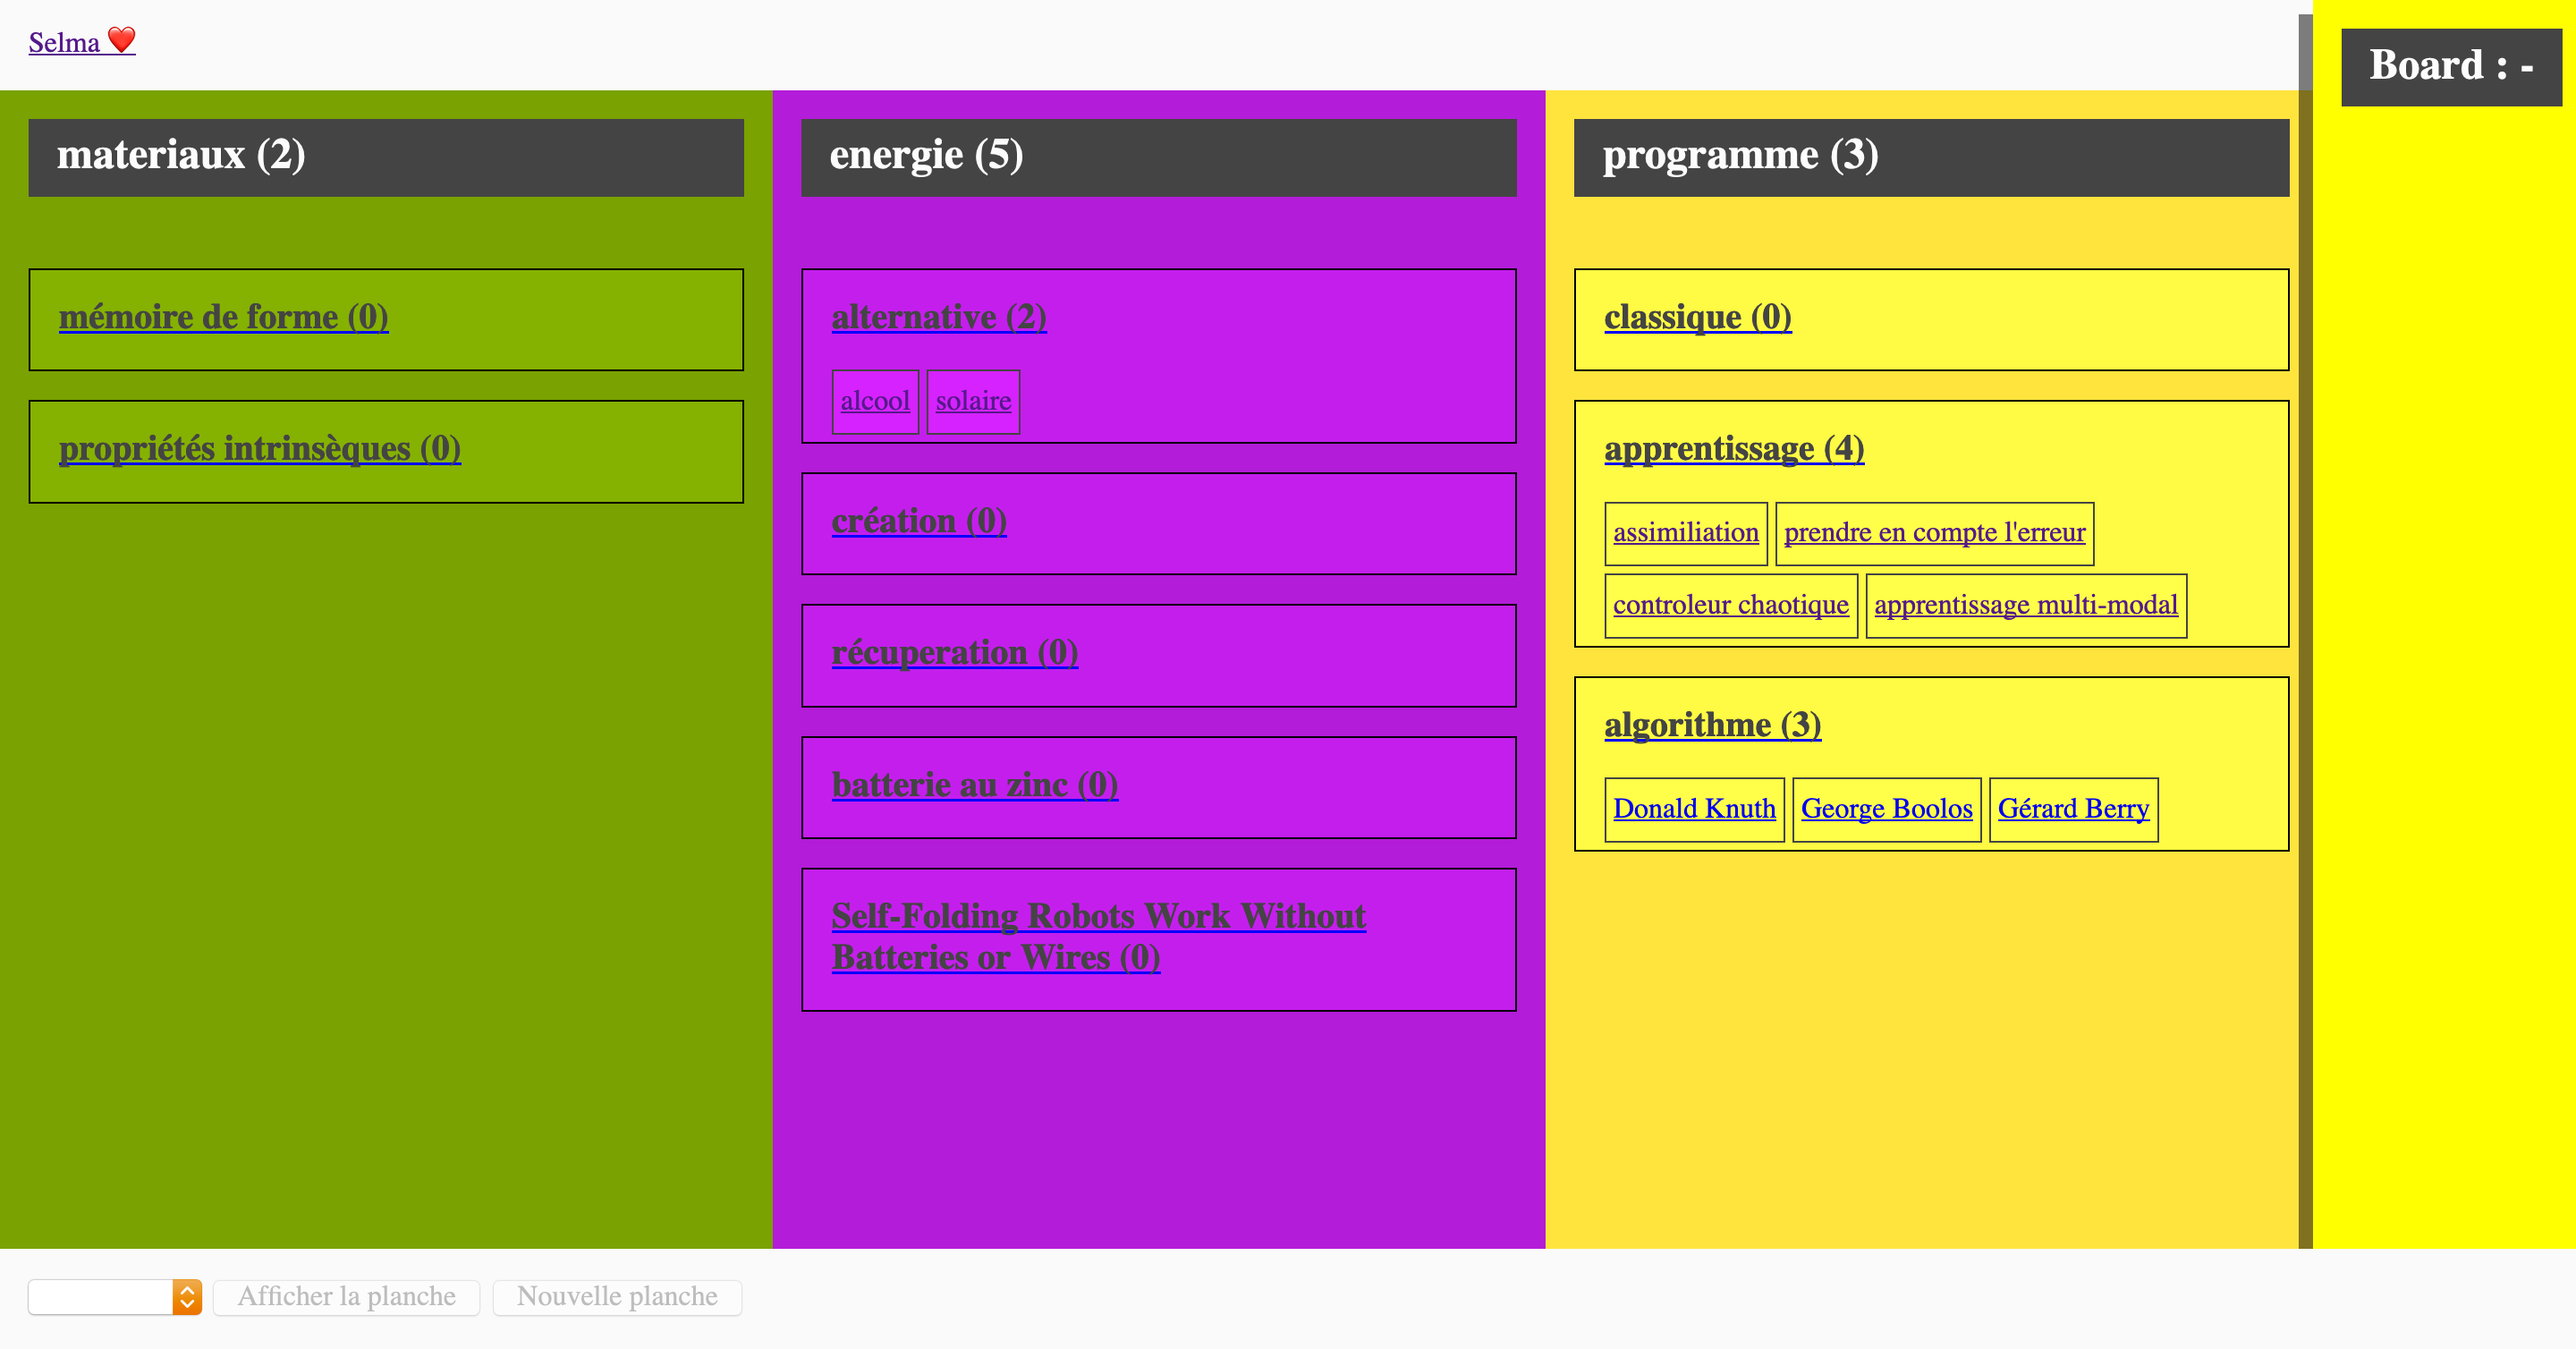 Selma ❤️
Board : -
materiaux (2)
mémoire de forme (0)
propriétés intrinsèques (0)
energie (5)
alternative (2)
alcool solaire
création (0)
récuperation (0)
batterie au zinc (0)
Self-Folding Robots Work Without
Batteries or Wires (0)
programme (3)
classique (0)
apprentissage (4)
assimiliation prendre en compte l'erreur
controleur chaotique apprentissage multi-modal
algorithme (3)
Donald Knuth George Boolos Gérard Berry
Afficher la planche Nouvelle planche